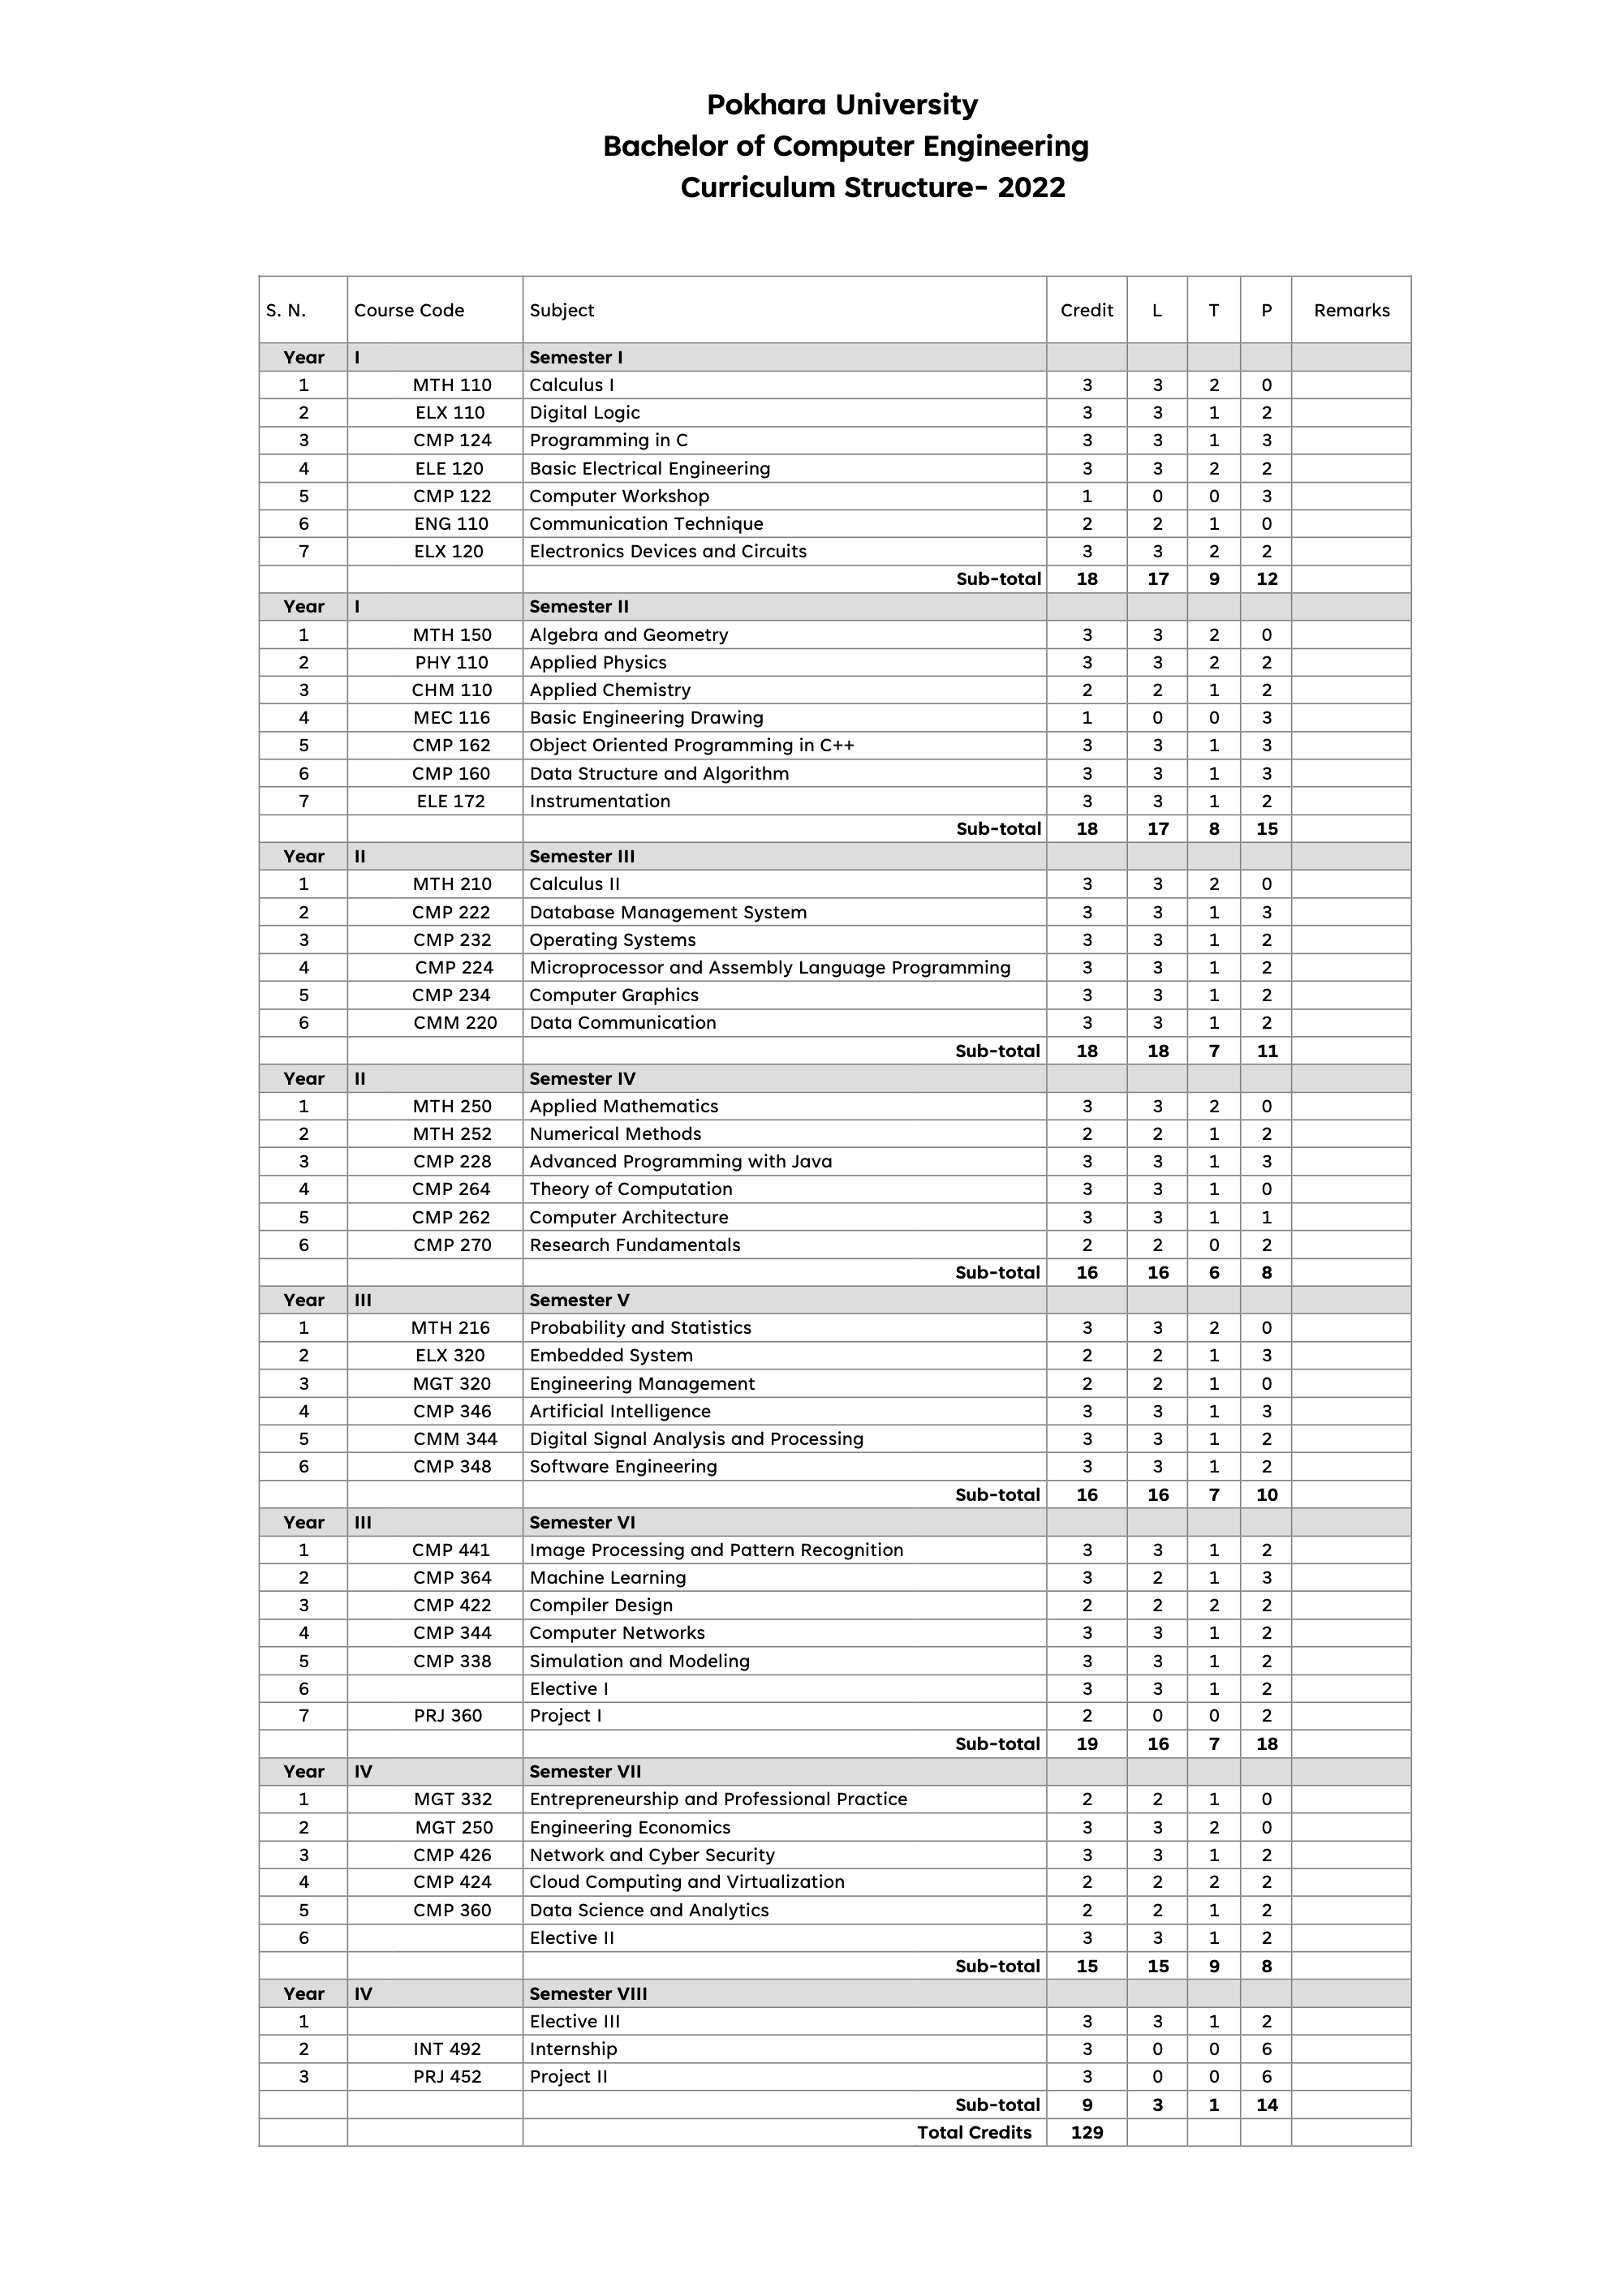 Pokhara University
Bachelor of Computer Engineering
Curriculum Structure- 2022
S. N. Course Code Subject Credit L T P Remarks
Year I Semester I
1 MTH 110 Calculus I 3 3 2 0
2 ELX 110 Digital Logic 3 3 1 2
3 CMP 124 Programming in C 3 3 1 3
4 ELE 120 Basic Electrical Engineering 3 3 2 2
5 CMP 122 Computer Workshop 1 0 0 3
6 ENG 110 Communication Technique 2 2 1 0
7 ELX 120 Electronics Devices and Circuits 3 3 2 2
Sub-total 18 17 9 12
Year I Semester II
1 MTH 150 Algebra and Geometry 3 3 2 0
2 PHY 110 Applied Physics 3 3 2 2
3 CHM 110 Applied Chemistry 2 2 1 2
4 MEC 116 Basic Engineering Drawing 1 0 0 3
5 CMP 162 Object Oriented Programming in C++ 3 3 1 3
6 CMP 160 Data Structure and Algorithm 3 3 1 3
7 ELE 172 Instrumentation 3 3 1 2
Sub-total 18 17 8 15
Year II Semester III
1 MTH 210 Calculus II 3 3 2 0
2 CMP 222 Database Management System 3 3 1 3
3 CMP 232 Operating Systems 3 3 1 2
4 CMP 224 Microprocessor and Assembly Language Programming 3 3 1 2
5 CMP 234 Computer Graphics 3 3 1 2
6 CMM 220 Data Communication 3 3 1 2
Sub-total 18 18 7 11
Year II Semester IV
1 MTH 250 Applied Mathematics 3 3 2 0
2 MTH 252 Numerical Methods 2 2 1 2
3 CMP 228 Advanced Programming with Java 3 3 1 3
4 CMP 264 Theory of Computation 3 3 1 0
5 CMP 262 Computer Architecture 3 3 1 1
6 CMP 270 Research Fundamentals 2 2 0 2
Sub-total 16 16 6 8
Year III Semester V
1 MTH 216 Probability and Statistics 3 3 2 0
2 ELX 320 Embedded System 2 2 1 3
3 MGT 320 Engineering Management 2 2 1 0
4 CMP 346 Artificial Intelligence 3 3 1 3
5 CMM 344 Digital Signal Analysis and Processing 3 3 1 2
6 CMP 348 Software Engineering 3 3 1 2
Sub-total 16 16 7 10
Year III Semester VI
1 CMP 441 Image Processing and Pattern Recognition 3 3 1 2
2 CMP 364 Machine Learning 3 2 1 3
3 CMP 422 Compiler Design 2 2 2 2
4 CMP 344 Computer Networks 3 3 1 2
5 CMP 338 Simulation and Modeling 3 3 1 2
6 Elective I 3 3 1 2
7 PRJ 360 Project I 2 0 0 2
Sub-total 19 16 7 18
Year IV Semester VII
1 MGT 332 Entrepreneurship and Professional Practice 2 2 1 0
2 MGT 250 Engineering Economics 3 3 2 0
3 CMP 426 Network and Cyber Security 3 3 1 2
4 CMP 424 Cloud Computing and Virtualization 2 2 2 2
5 CMP 360 Data Science and Analytics 2 2 1 2
6 Elective II 3 3 1 2
Sub-total 15 15 9 8
Year IV Semester VIII
1 Elective III 3 3 1 2
2 INT 492 Internship 3 0 0 6
3 PRJ 452 Project II 3 0 0 6
Sub-total 9 3 1 14
Total Credits 129